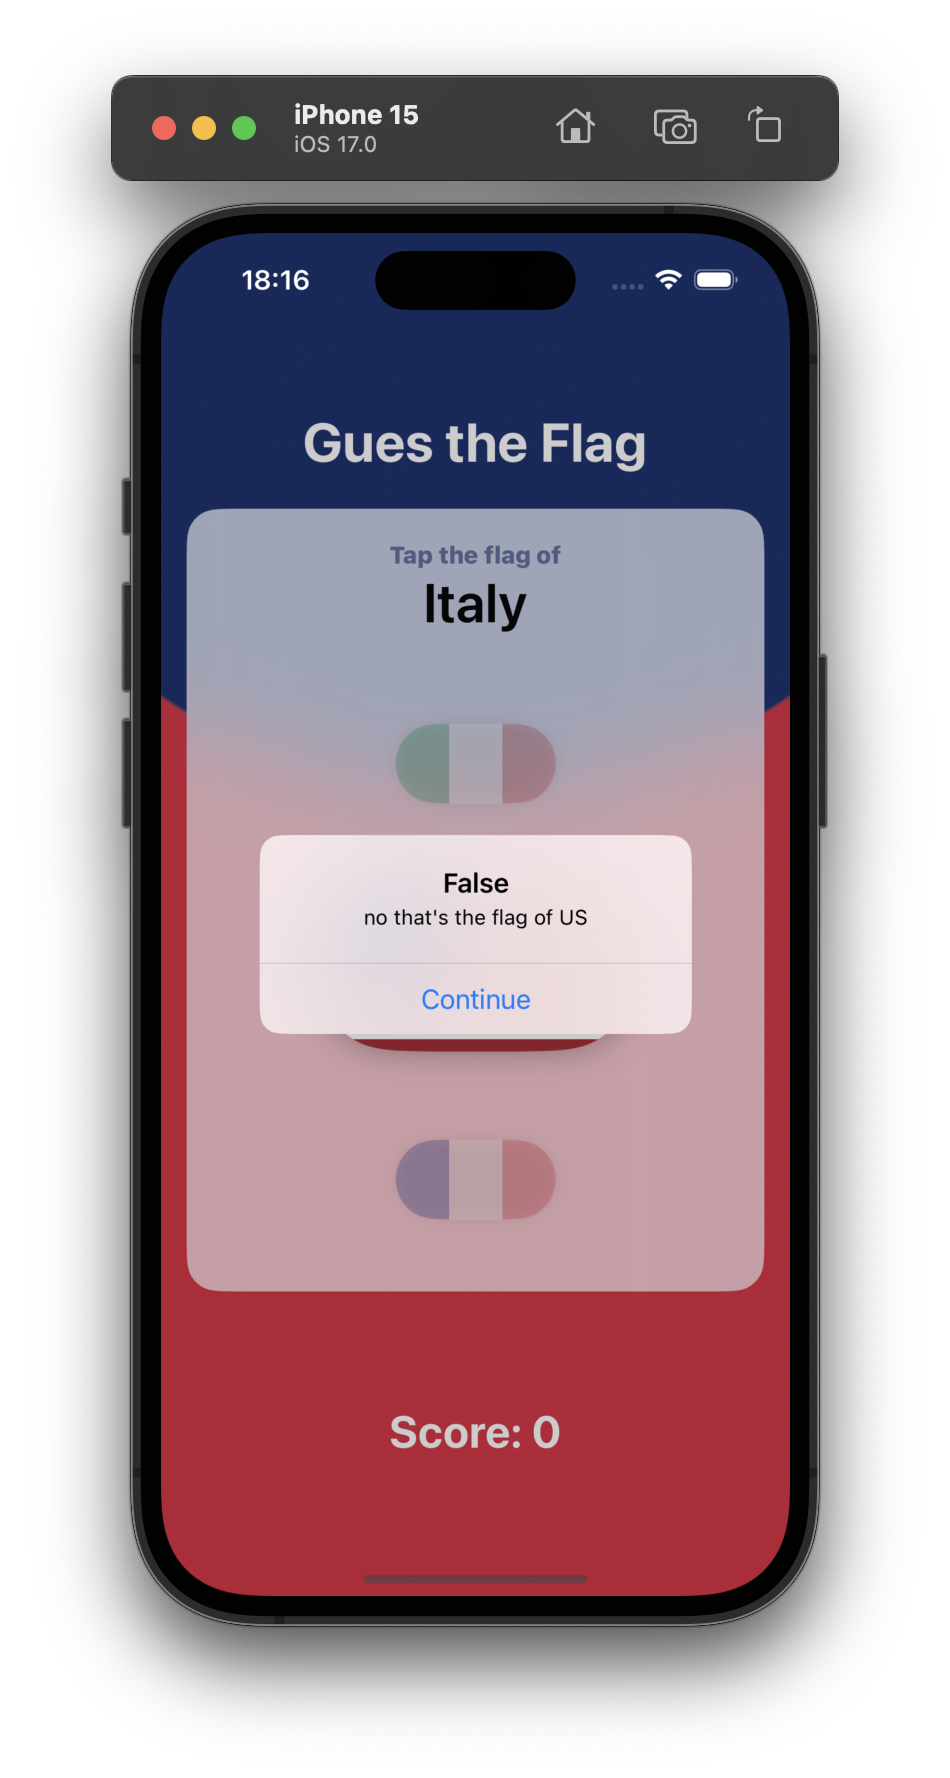 iPhone 15
iOS 17.0
18:16
Gues the Flag
Tap the flag of
Italy
False
no that's the flag of US
Continue
Score: 0